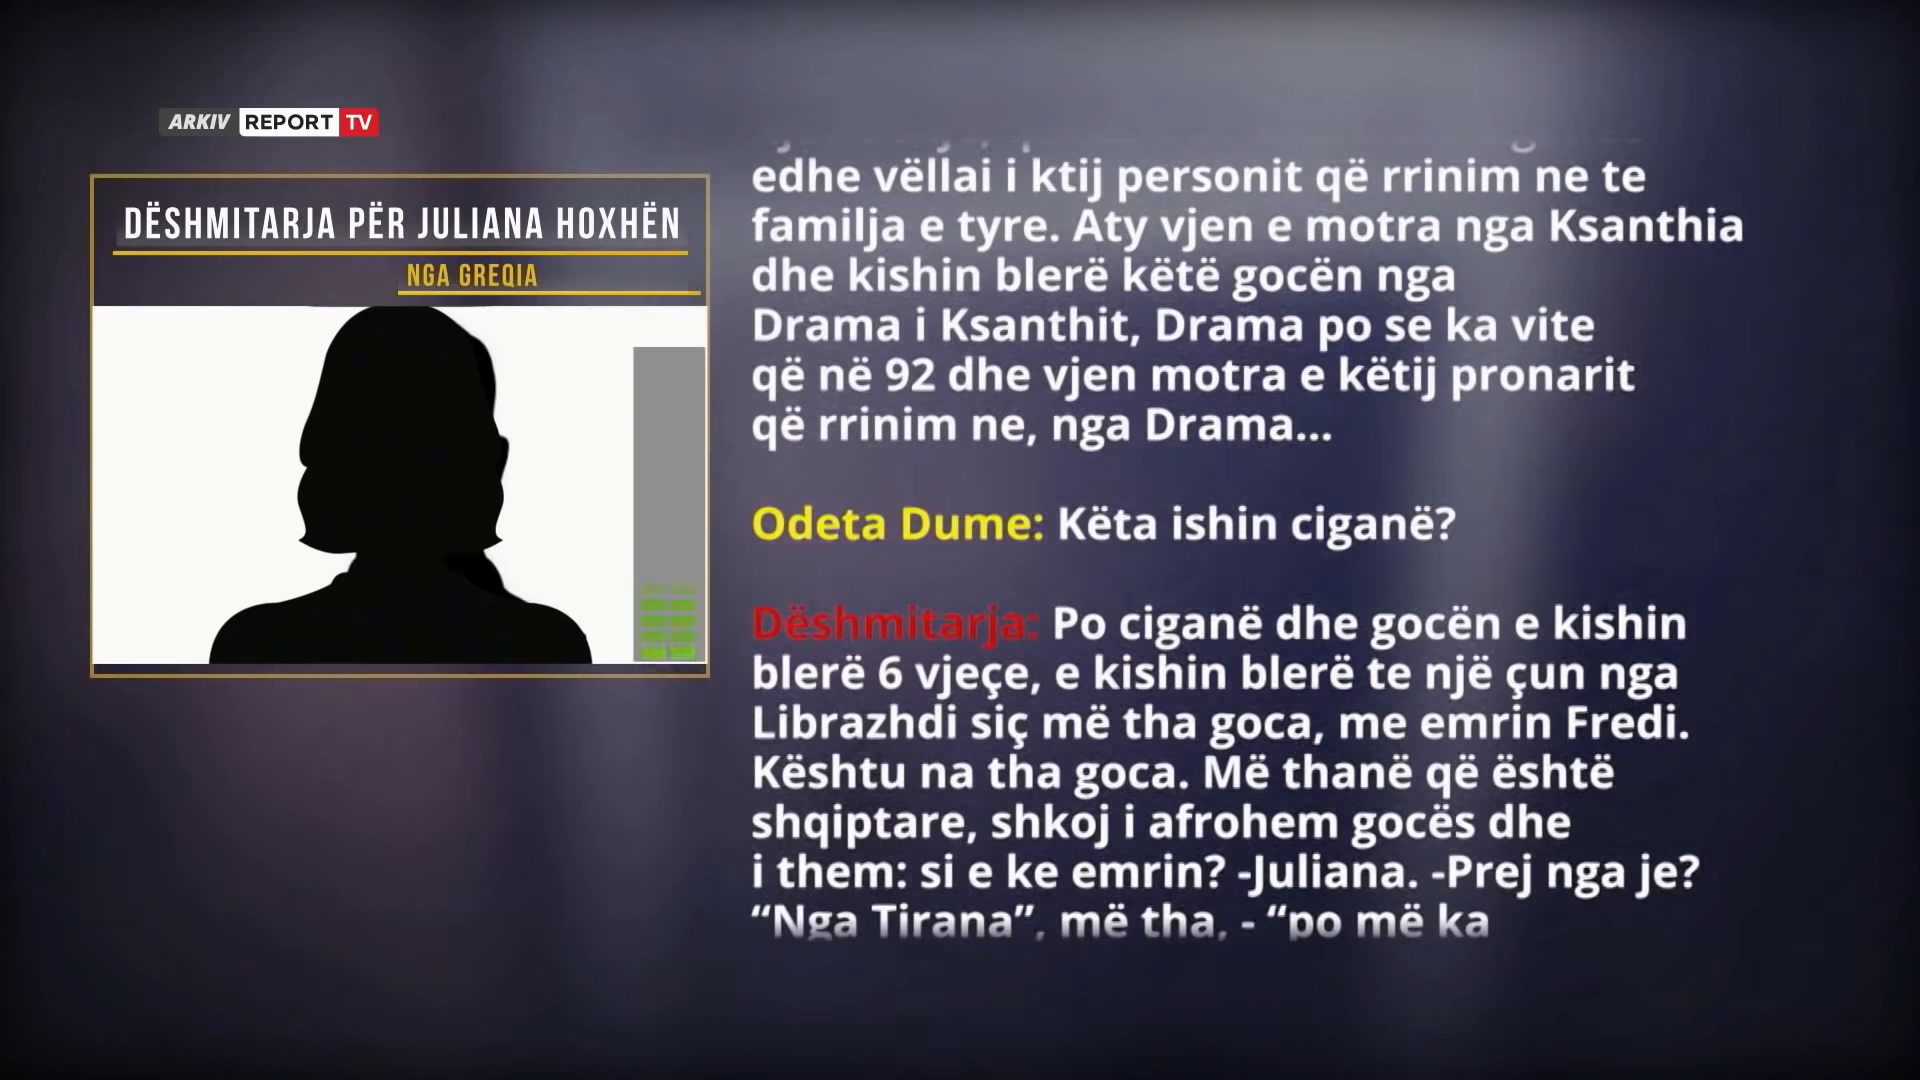 ARKIV REPORT TV
DËSHMITARJA PËR JULIANA HOXHËN
NGA GREQIA
edhe vëllai i ktij personit që rrinim ne te
familja e tyre. Aty vjen e motra nga Ksanthia
dhe kishin blerë këtë gocën nga
Drama i Ksanthit, Drama po se ka vite
që në 92 dhe vjen motra e këtij pronarit
që rrinim ne, nga Drama...
Odeta Dume: Këta ishin ciganë?
Dëshmitarja: Po ciganë dhe gocën e kishin
blerë 6 vjeçe, e kishin blerë te një çun nga
Librazhdi siç më tha goca, me emrin Fredi.
Kështu na tha goca. Më thanë që është
shqiptare, shkoj i afrohem gocës dhe
i them: si e ke emrin? -Juliana. -Prej nga je?
“Nga Tirana”, më tha, - “po më ka